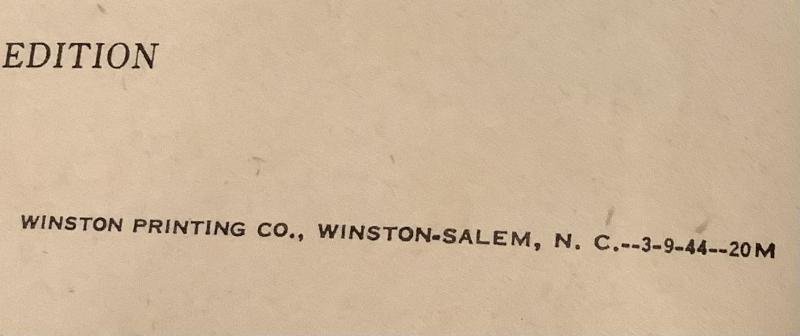 EDITION
WINSTON PRINTING CO., WINSTON-SALEM, N. C.--3-9-44--20M